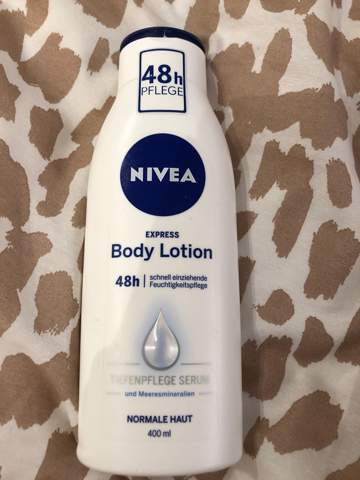 48h
PFLEGE
NIVEA
EXPRESS
Body Lotion
48h schnell einziehende
Feuchtigkeitspflege
TIEFENPFLEGE SERUM
und Meeresmineralien
NORMALE HAUT
400 ml